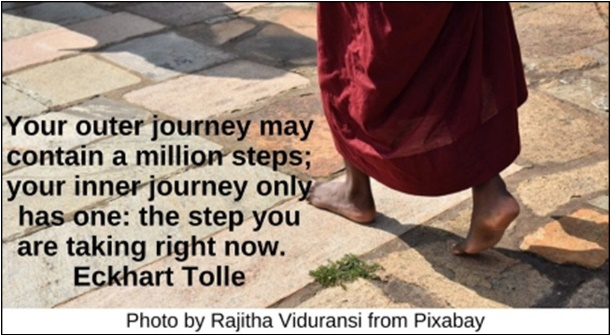 Your outer journey may
contain a million steps;
your inner journey only
has one: the step you
are taking right now.
Eckhart Tolle
Photo by Rajitha Viduransi from Pixabay